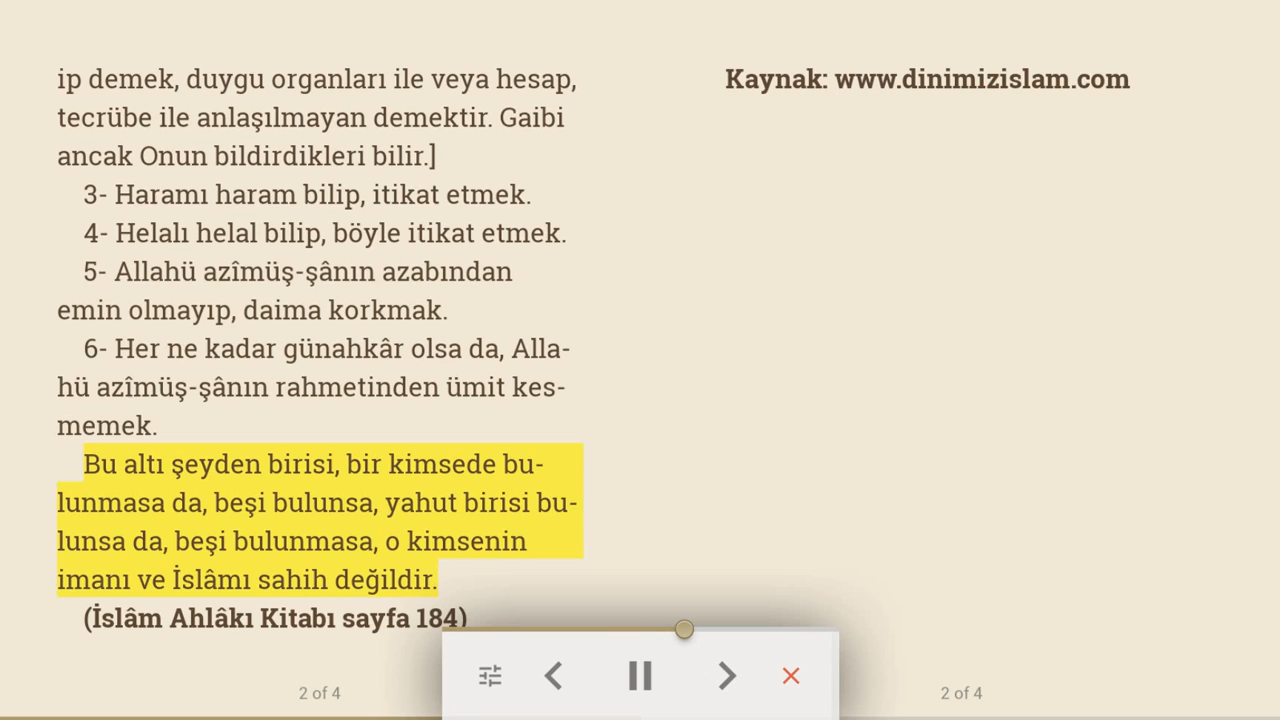 ip demek, duygu organları ile veya hesap,
tecrübe ile anlaşılmayan demektir. Gaibi
ancak Onun bildirdikleri bilir.]
3- Haramı haram bilip, itikat etmek.
4- Helalı helal bilip, böyle itikat etmek.
5- Allahü azîmüş-şânın azabından
emin olmayıp, daima korkmak.
6- Her ne kadar günahkâr olsa da, Alla-
hü azîmüş-şânın rahmetinden ümit kes-
memek.
Bu altı şeyden birisi, bir kimsede bu-
lunmasa da, beşi bulunsa, yahut birisi bu-
lunsa da, beşi bulunmasa, o kimsenin
imanı ve İslâmı sahih değildir.
(İslâm Ahlâkı Kitabı sayfa 184)
2 of 4
Kaynak: www.dinimizislam.com
2 of 4